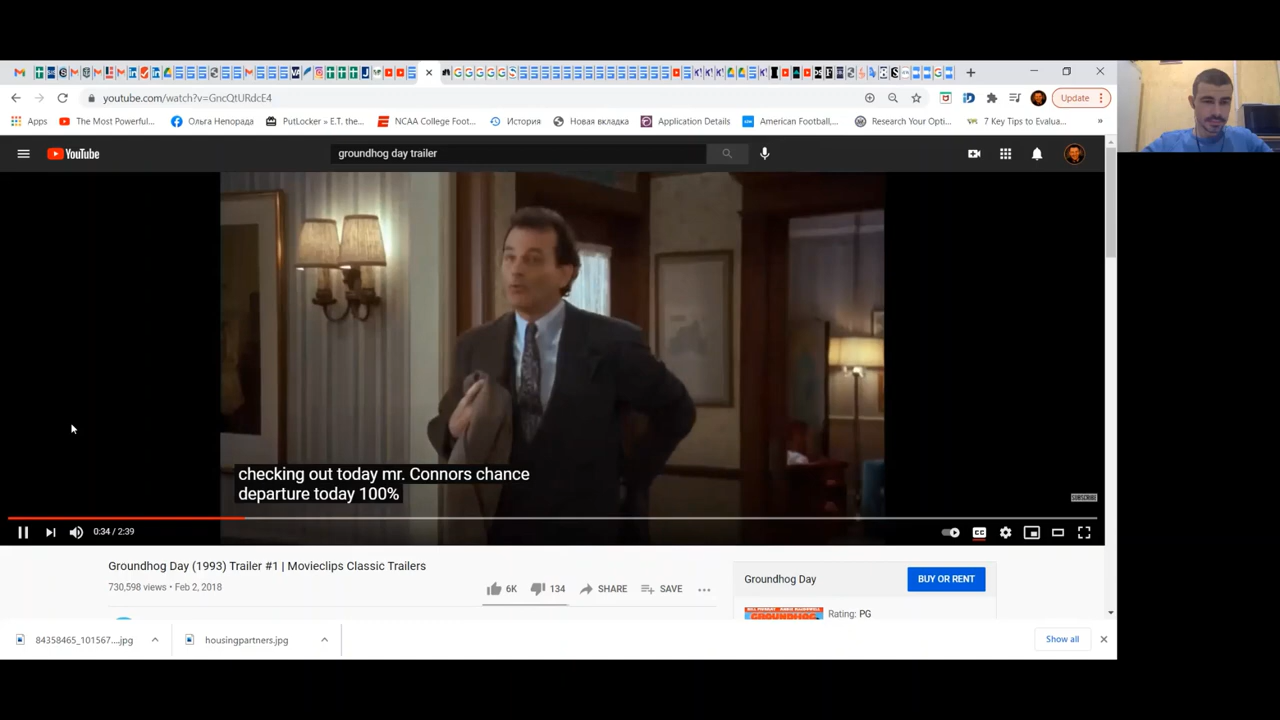 youtube.com/watch?v=GncQtURdcE4
Update
Apps
The Most Powerful...
Ольга Непорада
PutLocker » E.T. the...
NCAA College Foot...
История
Новая вкладка
Application Details
American Football,...
Research Your Opti...
7 Key Tips to Evalua...
YouTube
groundhog day trailer
checking out today mr. Connors chance
departure today 100%
SUBSCRIBE
0:34 / 2:39
CC
Groundhog Day (1993) Trailer #1 | Movieclips Classic Trailers
730,598 views • Feb 2, 2018
6K
134
SHARE
SAVE
Groundhog Day
BUY OR RENT
Rating: PG
84358465_101567....jpg
housingpartners.jpg
Show all